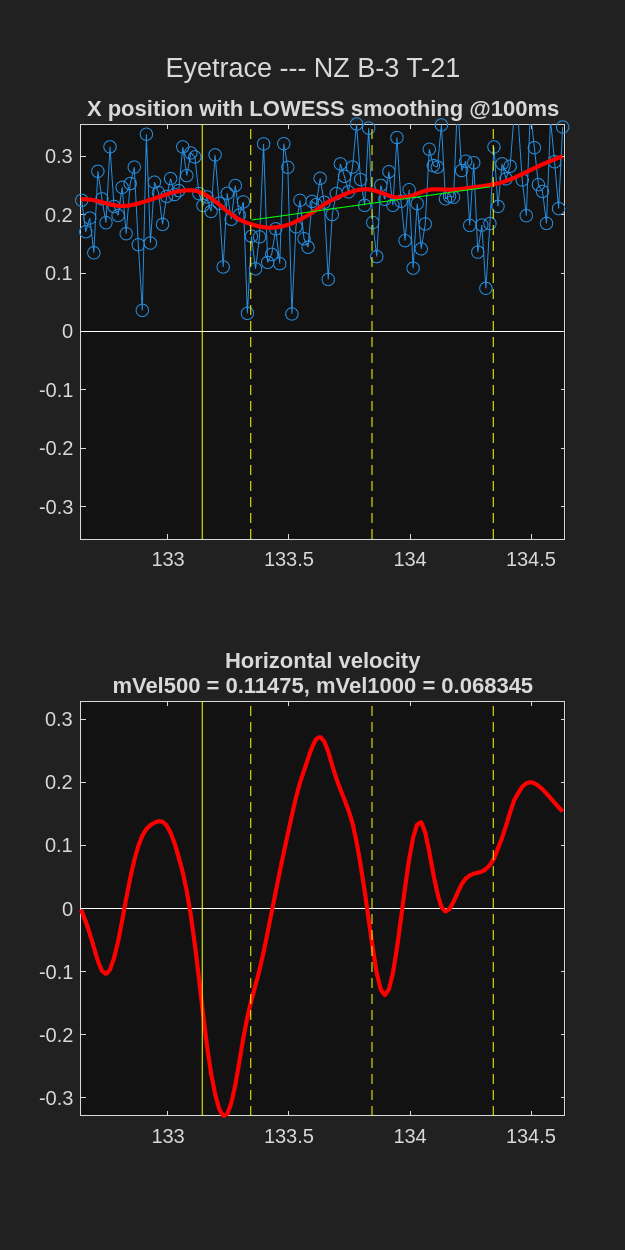 Eyetrace --- NZ B-3 T-21
X position with LOWESS smoothing @100ms
0.3
0.2
0.1
0
-0.1
-0.2
-0.3
133 133.5 134 134.5
Horizontal velocity
mVel500 = 0.11475, mVel1000 = 0.068345
0.3
0.2
0.1
0
-0.1
-0.2
-0.3
133 133.5 134 134.5